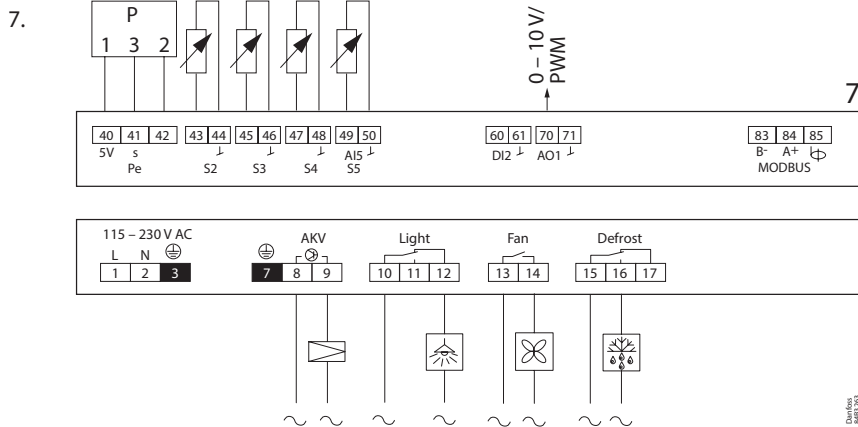 7.
P
1 3 2
0 – 10 V/
PWM
7
40 41 42 43 44 45 46 47 48 49 50 60 61 70 71 83 84 85
5V s AI5 DI2 AO1 B- A+
Pe S2 S3 S4 S5 MODBUS
115 – 230 V AC AKV Light Fan Defrost
L N
1 2 3 7 8 9 10 11 12 13 14 15 16 17
Danfoss